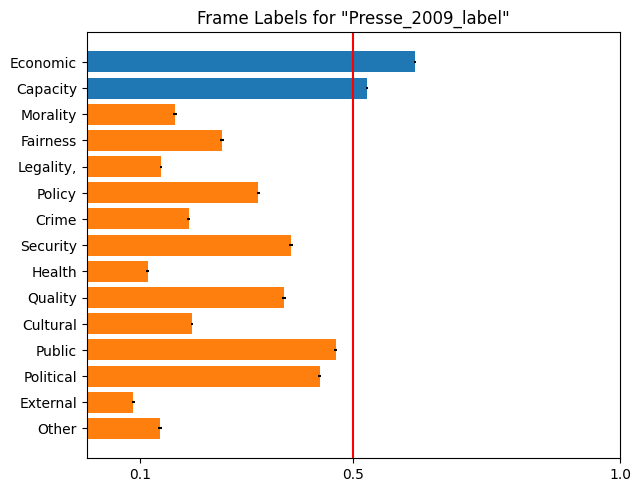 Frame Labels for "Presse_2009_label"
Economic
Capacity
Morality
Fairness
Legality,
Policy
Crime
Security
Health
Quality
Cultural
Public
Political
External
Other
0.1 0.5 1.0